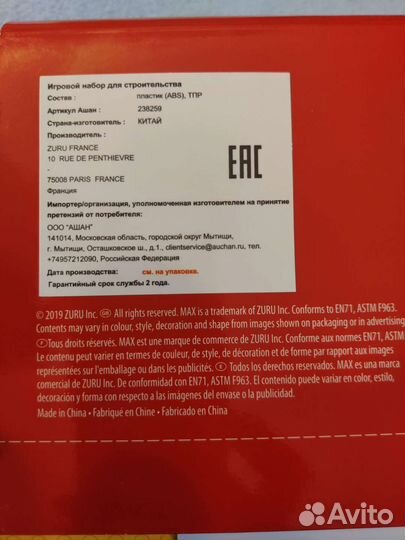 Игровой набор для строительства
Состав : пластик (ABS), ТПР
Артикул Ашан : 238259
Страна-изготовитель : КИТАЙ
Производитель :
ZURU FRANCE
10 RUE DE PENTHIEVRE
-
75008 PARIS FRANCE
Франция
EAC
Импортер/организация, уполномоченная изготовителем на принятие
претензий от потребителя:
ООО "АШАН"
141014, Московская область, городской округ Мытищи,
г. Мытищи, Осташковское ш., д.1., clientservice@auchan.ru, тел.
+74957212090, Российская Федерация
Дата производства : см. на упаковке.
Гарантийный срок службы 2 года.
© 2019 ZURU Inc. GB All rights reserved. MAX is a trademark of ZURU Inc. Conforms to EN71, ASTM F963.
Contents may vary in colour, style, decoration and shape from images shown on packaging or in advertising.
F Tous droits réservés. MAX est une marque de commerce de ZURU Inc. Conforme aux normes EN71, ASTM
Le contenu peut varier en termes de couleur, de style, de décoration et de forme par rapport aux images
représentées sur l'emballage ou dans les publicités. E Todos los derechos reservados. MAX es una marca
comercial de ZURU Inc. De conformidad con EN71, ASTM F963. El contenido puede variar en color, estilo,
decoración y forma con respecto a las imágenes del envase o la publicidad.
Made in China • Fabriqué en Chine • Fabricado en China
Avito